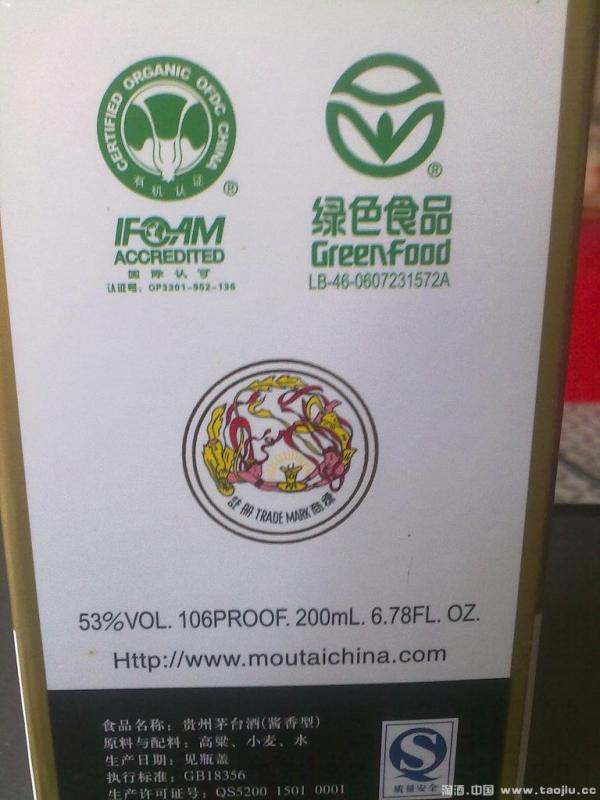 CERTIFIED ORGANIC OFDC CHINA
有机认证
®
IFOAM
ACCREDITED
国际认可
认证号：OP3301-952-136
®
绿色食品
GreenFood
LB-46-0607231572A
註册 TRADE MARK 商標
53%VOL. 106PROOF. 200mL. 6.78FL. OZ.
Http://www.moutaichina.com
食品名称：贵州茅台酒(酱香型)
原料与配料：高粱、小麦、水
生产日期：见瓶盖
执行标准：GB18356
生产许可证号：QS5200 1501 0001
质量安全
淘酒.中国 www.taojiu.cc